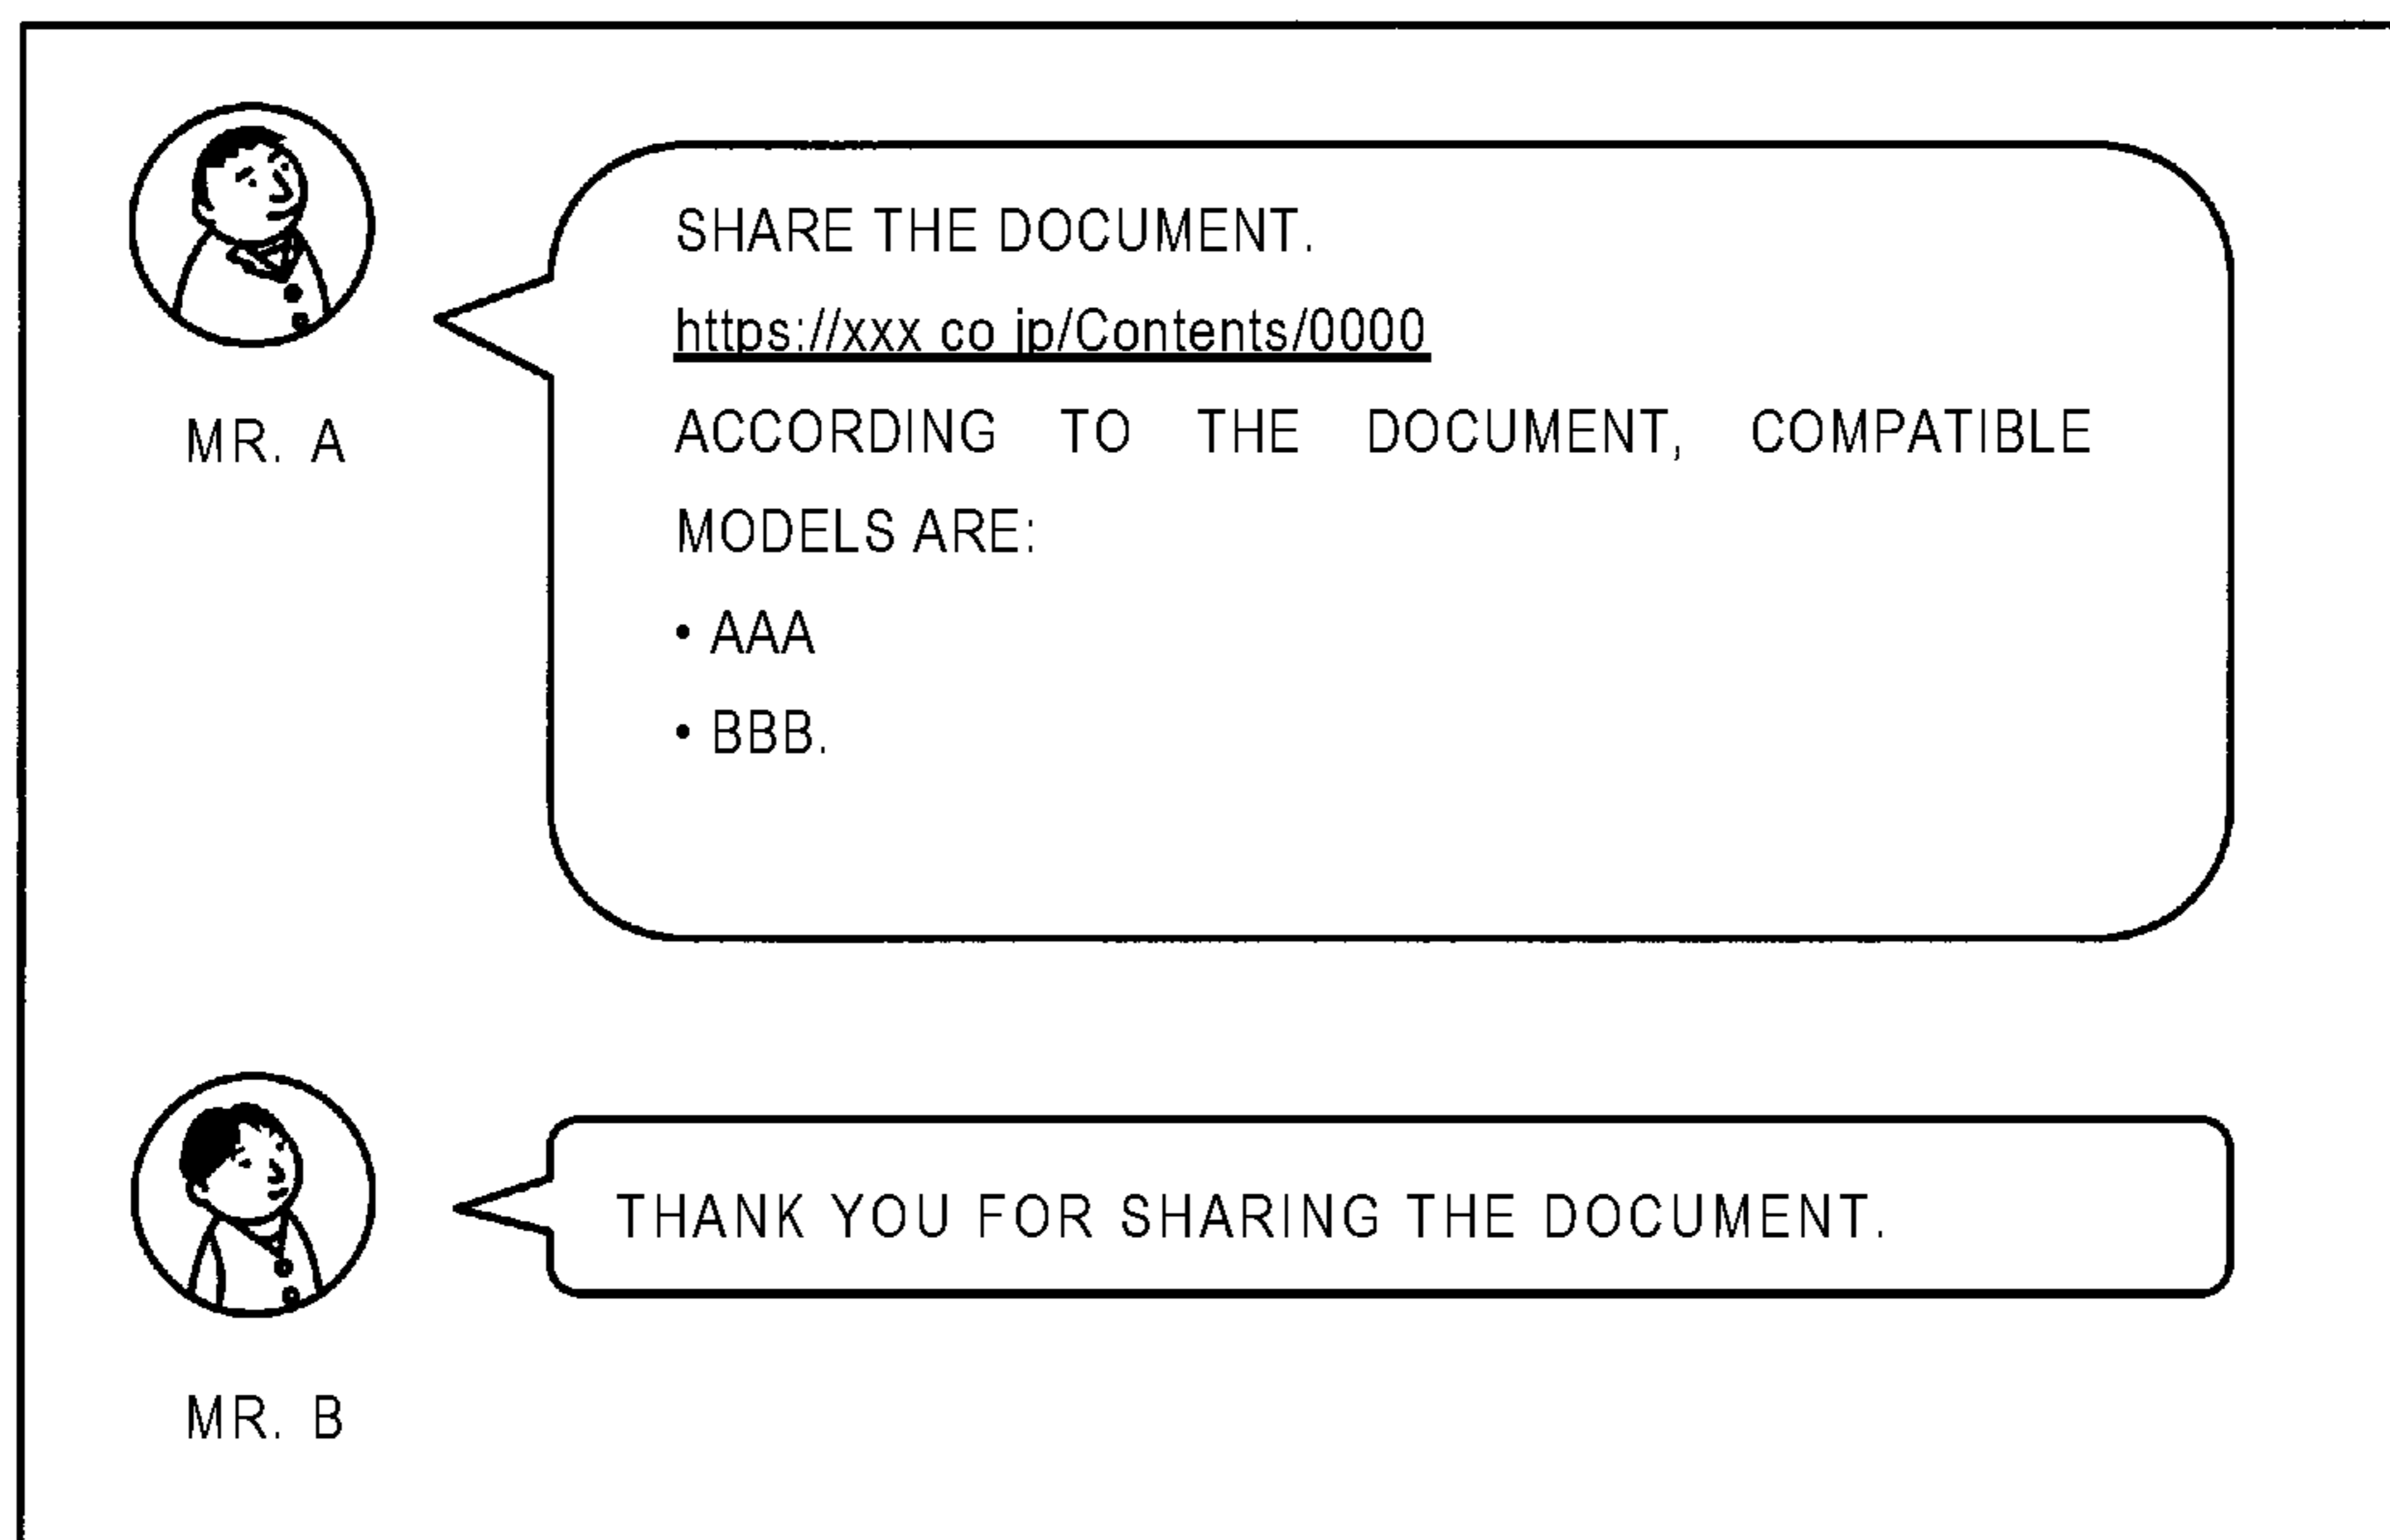 SHARE THE DOCUMENT.
https://xxx co jp/Contents/0000
MR. A
ACCORDING TO THE DOCUMENT, COMPATIBLE
MODELS ARE:
• AAA
• BBB.
THANK YOU FOR SHARING THE DOCUMENT.
MR. B